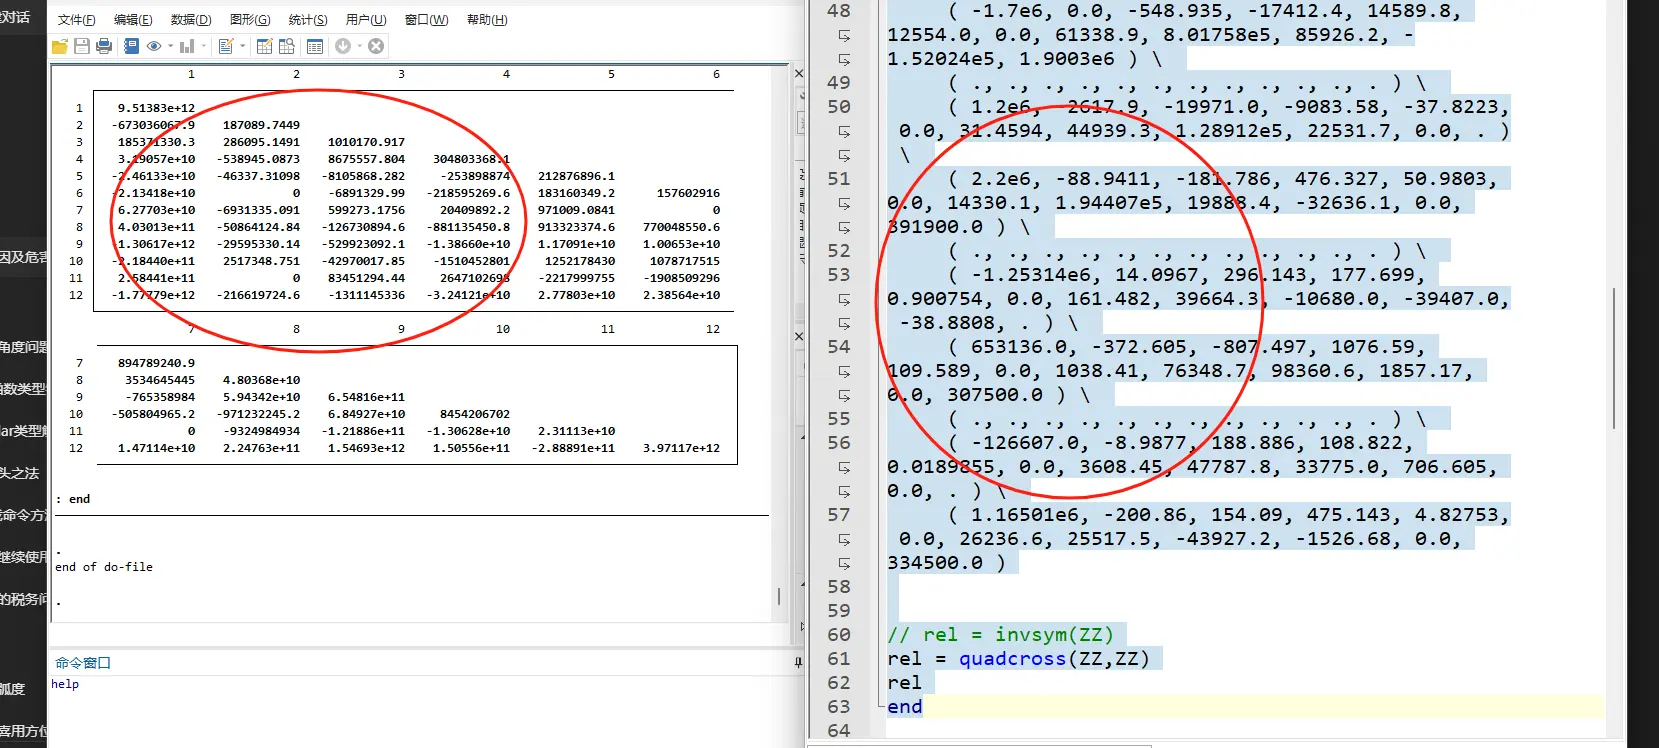 对话
因及危害
角度问题
函数类型
lar类型
头之法
命令方
继续使用
的税务问
弧度
喜用方位
文件(F) 编辑(E) 数据(D) 图形(G) 统计(S) 用户(U) 窗口(W) 帮助(H)
1 2 3 4 5 6
1 9.51383e+12
2 -673036067.9 187089.7449
3 185371330.3 286095.1491 1010170.917
4 3.19057e+10 -538945.0873 8675557.804 304803368.1
5 -2.46133e+10 -46337.31098 -8105868.282 -253898874 212876896.1
6 -2.13418e+10 0 -6891329.99 -218595269.6 183160349.2 157602916
7 6.27703e+10 -6931335.091 599273.1756 20409892.2 971009.0841 0
8 4.03013e+11 -50864124.84 -126730894.6 -881135450.8 913323374.6 770048550.6
9 -1.30617e+12 -29595330.14 -529923092.1 -1.38660e+10 1.17091e+10 1.00653e+10
10 -2.18440e+11 2517348.751 -42970017.85 -1510452801 1252178430 1078717515
11 2.58441e+11 0 83451294.44 2647102698 -2217999755 -1908509296
12 -1.77779e+12 -216619724.6 -1311145336 -3.24121e+10 2.77803e+10 2.38564e+10
7 8 9 10 11 12
7 894789240.9
8 3534645445 4.80368e+10
9 -765358984 5.94342e+10 6.54816e+11
10 -505804965.2 -971232245.2 6.84927e+10 8454206702
11 0 -9324984934 -1.21886e+11 -1.30628e+10 2.31113e+10
12 1.47114e+10 2.24763e+11 1.54693e+12 1.50556e+11 -2.88891e+11 3.97117e+12
: end
.
end of do-file
.
命令窗口
help
48 ( -1.7e6, 0.0, -548.935, -17412.4, 14589.8,
12554.0, 0.0, 61338.9, 8.01758e5, 85926.2, -
1.52024e5, 1.9003e6 ) \
49 ( ., ., ., ., ., ., ., ., ., ., ., . ) \
50 ( 1.2e6, -2617.9, -19971.0, -9083.58, -37.8223,
0.0, 31.4594, 44939.3, 1.28912e5, 22531.7, 0.0, . )
\
51 ( 2.2e6, -88.9411, -181.786, 476.327, 50.9803,
0.0, 14330.1, 1.94407e5, 19888.4, -32636.1, 0.0,
391900.0 ) \
52 ( ., ., ., ., ., ., ., ., ., ., ., . ) \
53 ( -1.25314e6, 14.0967, 296.143, 177.699,
0.900754, 0.0, 161.482, 39664.3, -10680.0, -39407.0,
-38.8808, . ) \
54 ( 653136.0, -372.605, -807.497, 1076.59,
109.589, 0.0, 1038.41, 76348.7, 98360.6, 1857.17,
0.0, 307500.0 ) \
55 ( ., ., ., ., ., ., ., ., ., ., ., . ) \
56 ( -126607.0, -8.9877, 188.886, 108.822,
0.0189855, 0.0, 3608.45, 47787.8, 33775.0, 706.605,
0.0, . ) \
57 ( 1.16501e6, -200.86, 154.09, 475.143, 4.82753,
0.0, 26236.6, 25517.5, -43927.2, -1526.68, 0.0,
334500.0 )
58
59
60 // rel = invsym(ZZ)
61 rel = quadcross(ZZ,ZZ)
62 rel
63 end
64